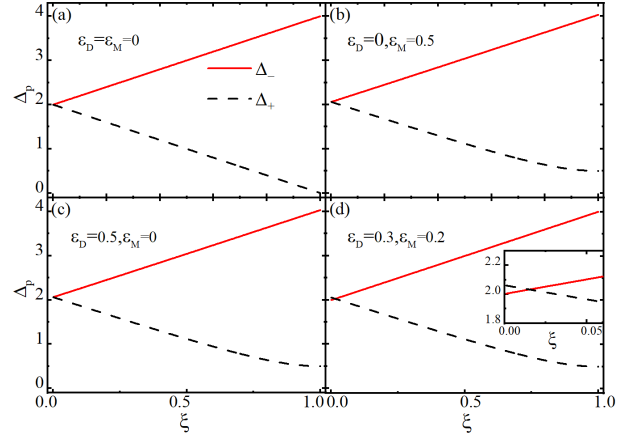 (a)
ε_D=ε_M=0
Δ_−
Δ_+
4
3
2
1
0
Δ_p
(b)
ε_D=0,ε_M=0.5
(c)
ε_D=0.5,ε_M=0
4
3
2
1
0
Δ_p
0.0 0.5 1.0
ξ
(d)
ε_D=0.3,ε_M=0.2
2.2
2.0
1.8
0.00 0.05
ξ
0.0 0.5 1.0
ξ